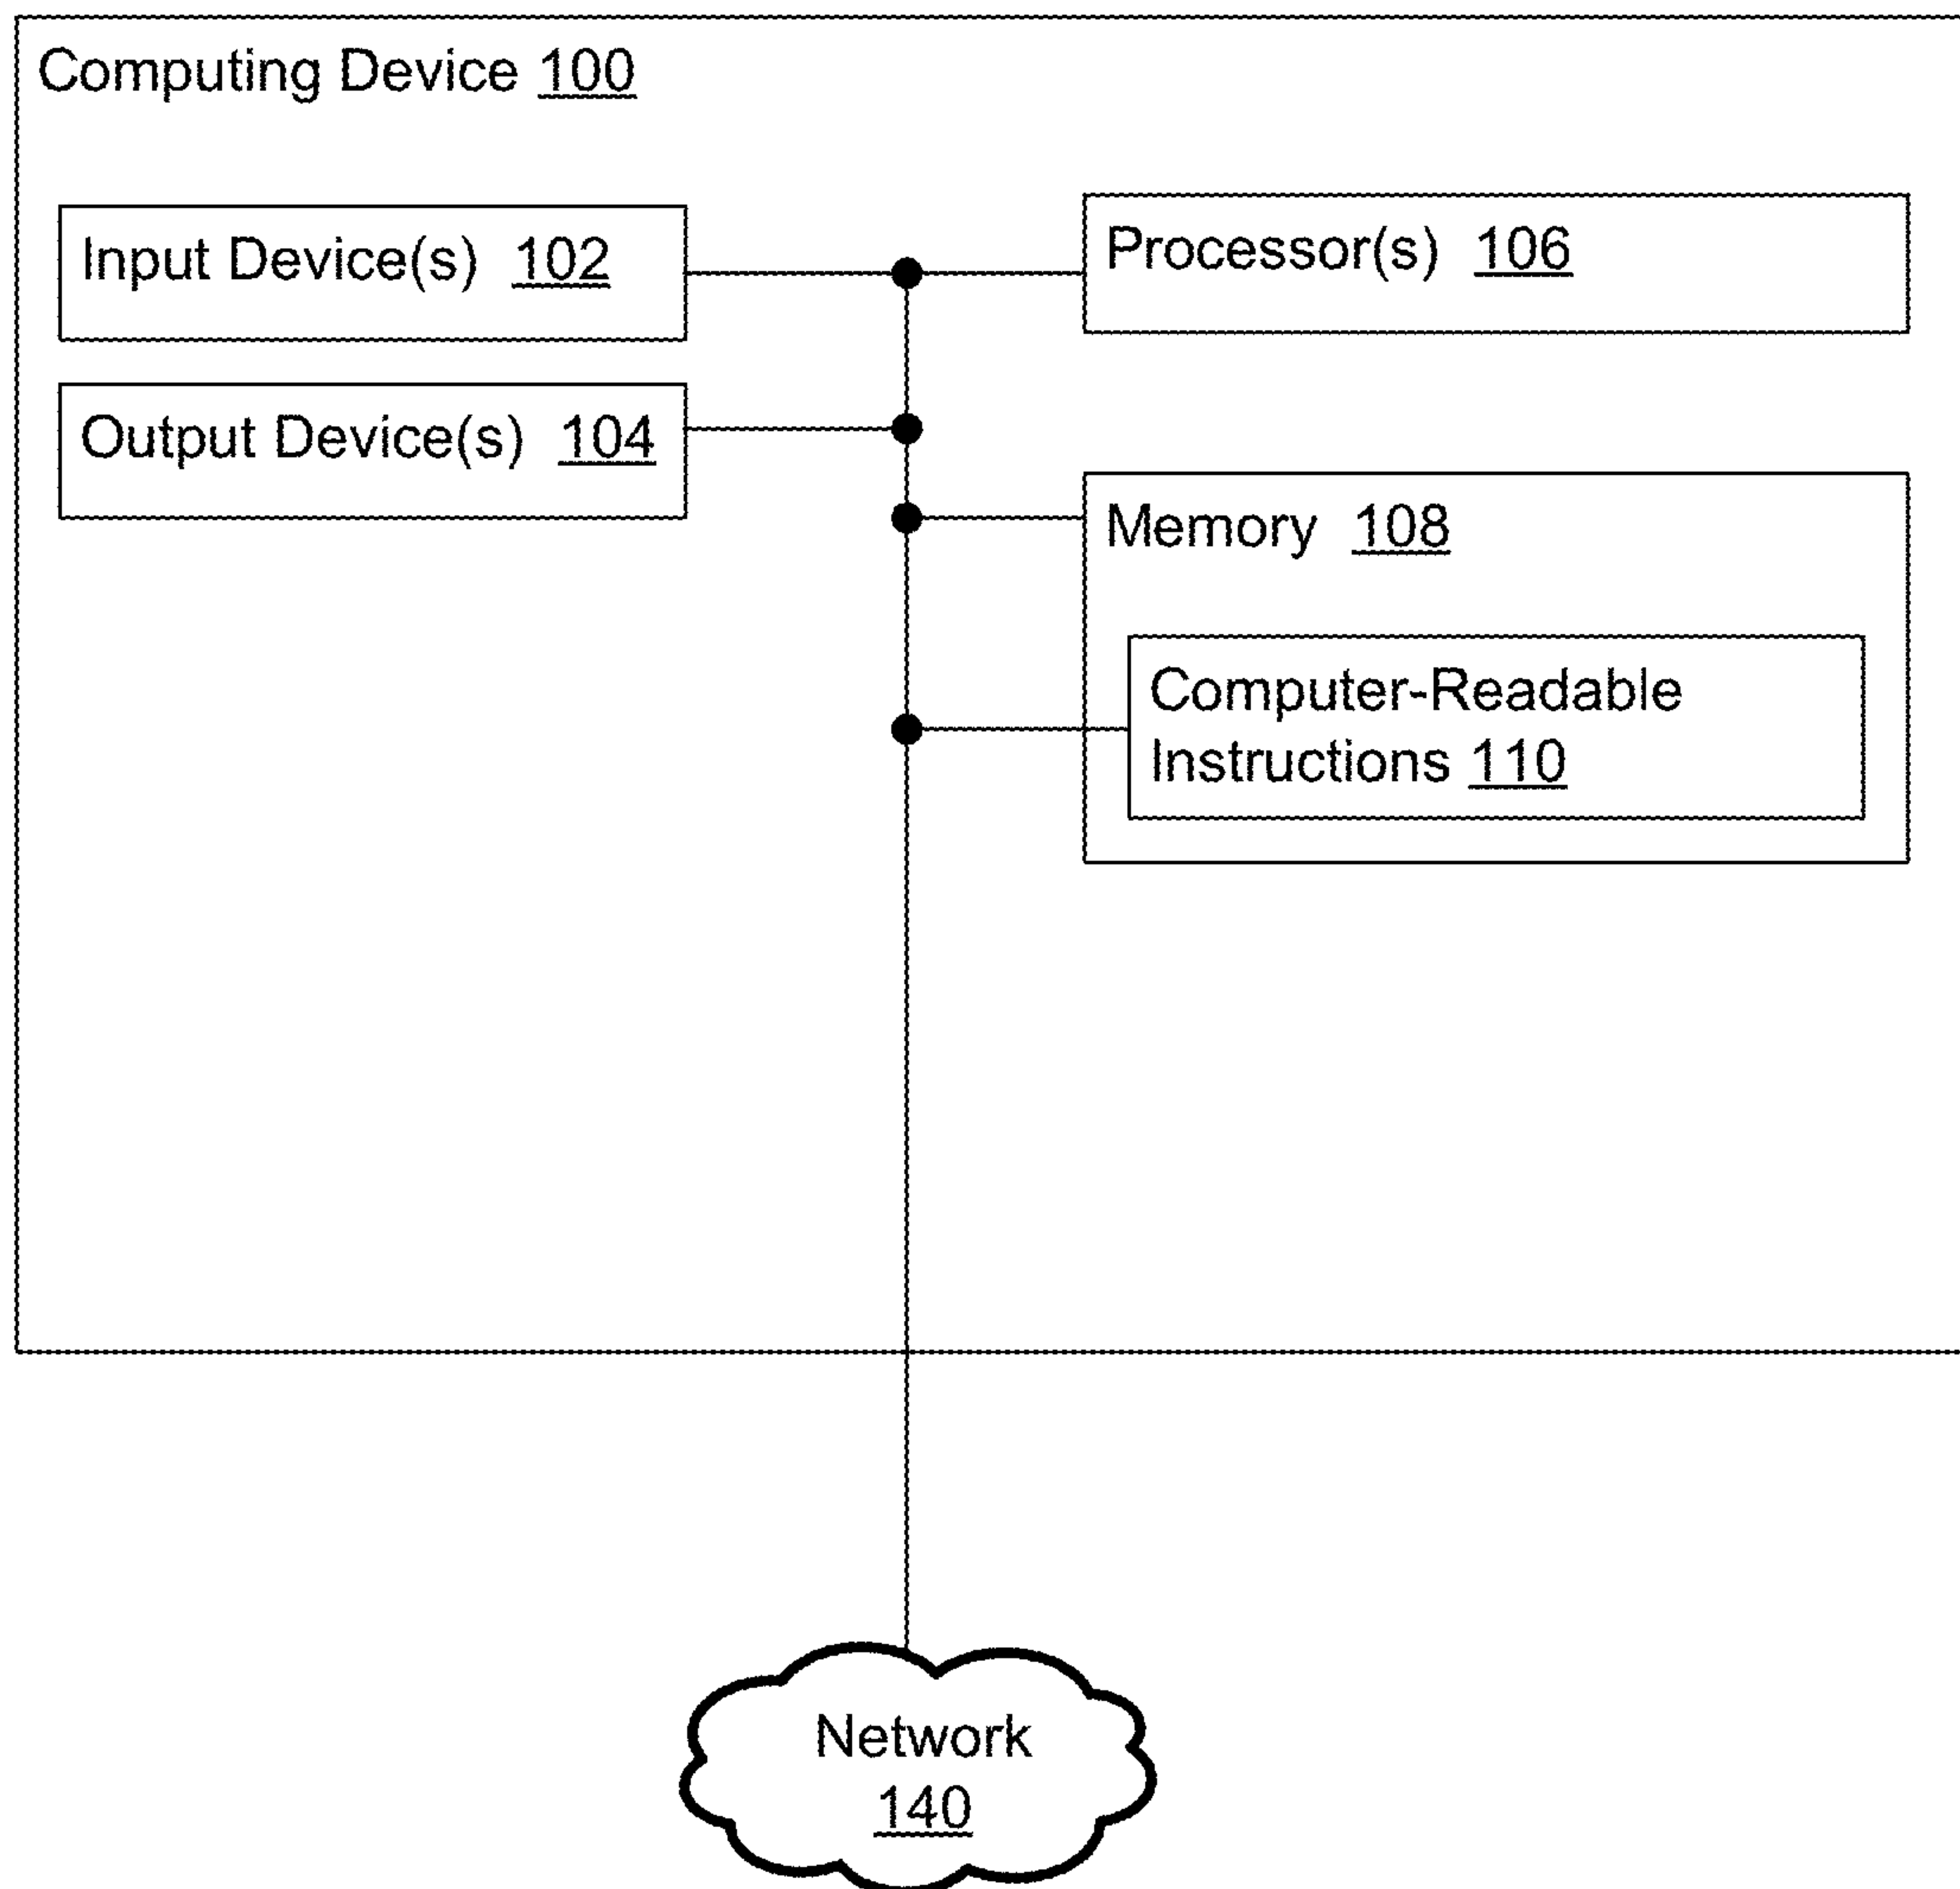 Computing Device 100
Input Device(s) 102
Processor(s) 106
Output Device(s) 104
Memory 108
Computer-Readable
Instructions 110
Network
140